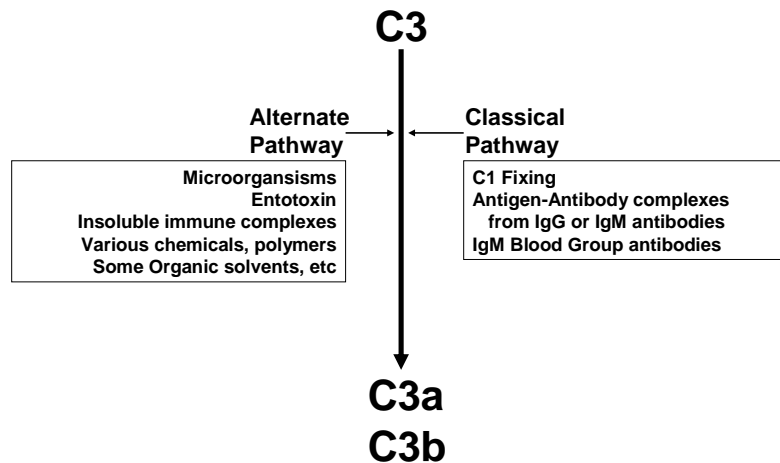 C3
Alternate
Pathway
Microorgansisms
Entotoxin
Insoluble immune complexes
Various chemicals, polymers
Some Organic solvents, etc
Classical
Pathway
C1 Fixing
Antigen-Antibody complexes
from IgG or IgM antibodies
IgM Blood Group antibodies
C3a
C3b